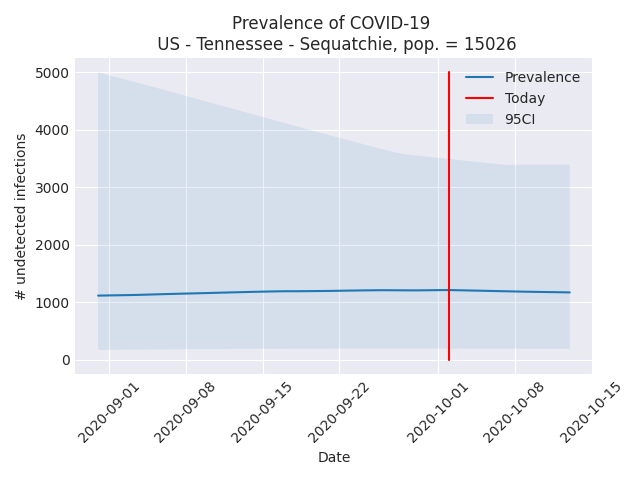 Prevalence of COVID-19
US - Tennessee - Sequatchie, pop. = 15026
5000
4000
3000
2000
1000
0
# undetected infections
Prevalence
Today
95CI
2020-09-01
2020-09-08
2020-09-15
2020-09-22
2020-10-01
2020-10-08
2020-10-15
Date